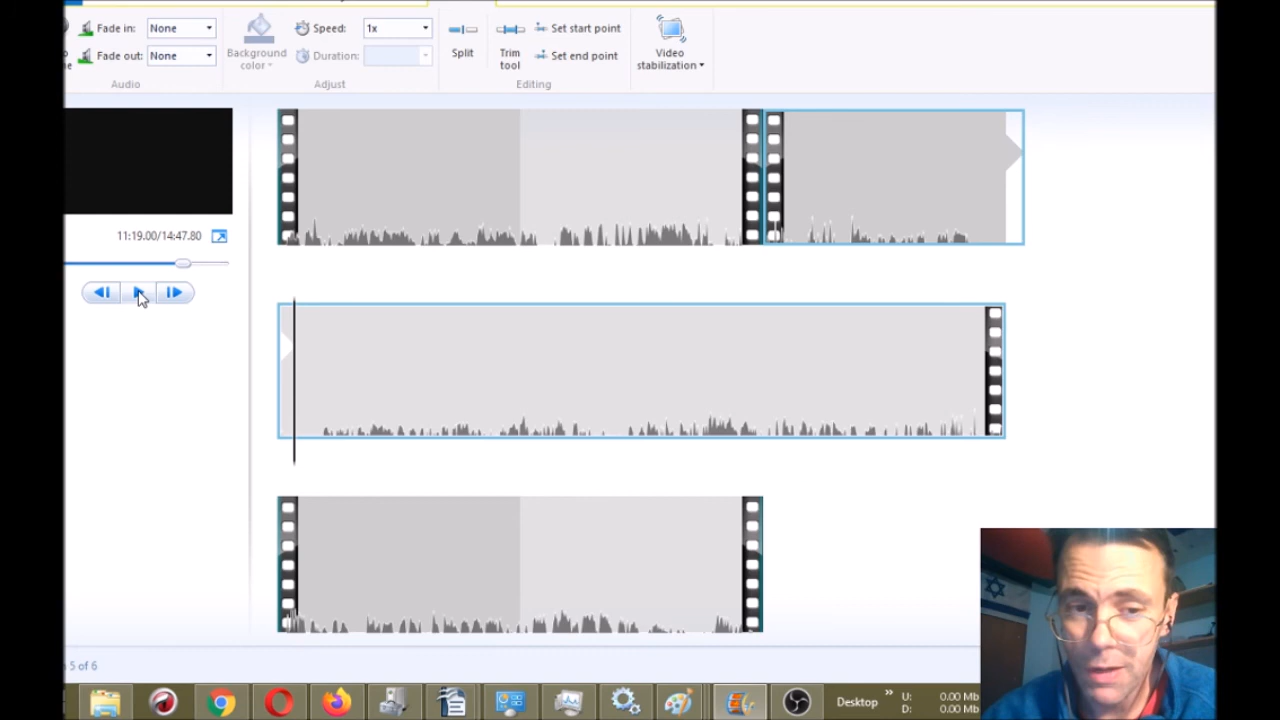 Fade in: None Speed: 1x Set start point
Fade out: None Background color Duration: Split Trim tool Set end point Video stabilization
Audio Adjust Editing
11:19.00/14:47.80
5 of 6
Desktop » U: 0.00 Mb
D: 0.00 Mb